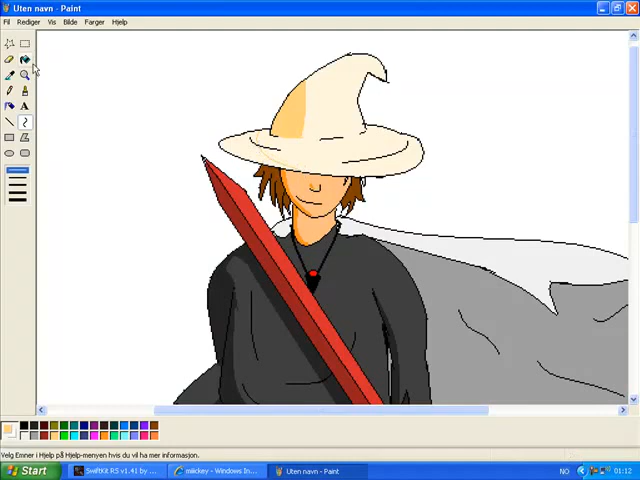 Uten navn - Paint
Fil Rediger Vis Bilde Farger Hjelp
A
Velg Emner i Hjelp på Hjelp-menyen hvis du vil ha mer informasjon.
Start
SwiftKit RS v1.41 by ...
miickey - Windows In...
Uten navn - Paint
NO
01:12